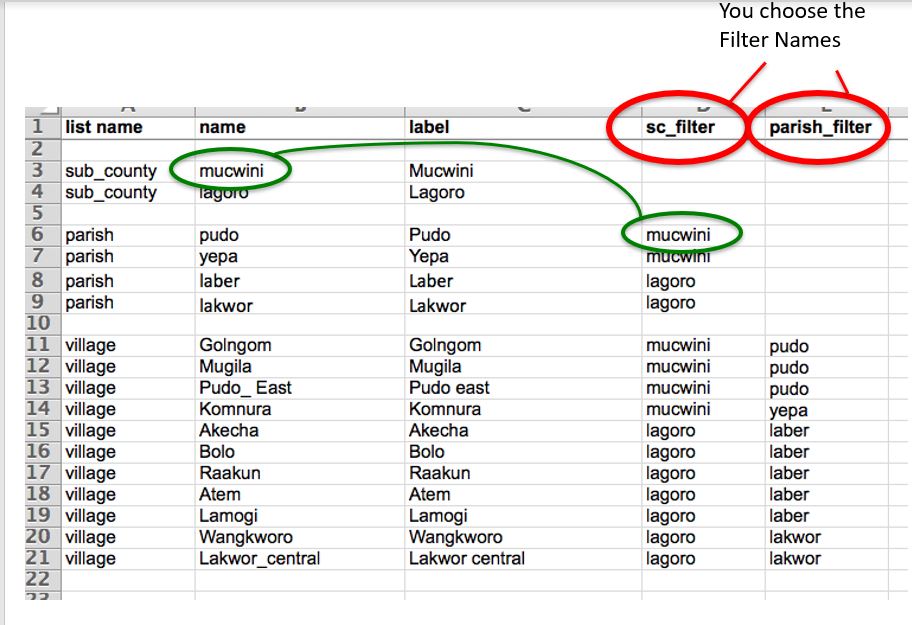 You choose the
Filter Names
1 list name name label sc_filter parish_filter
2
3 sub_county mucwini Mucwini
4 sub_county lagoro Lagoro
5
6 parish pudo Pudo mucwini
7 parish yepa Yepa mucwini
8 parish laber Laber lagoro
9 parish lakwor Lakwor lagoro
10
11 village Golngom Golngom mucwini pudo
12 village Mugila Mugila mucwini pudo
13 village Pudo_ East Pudo east mucwini pudo
14 village Komnura Komnura mucwini yepa
15 village Akecha Akecha lagoro laber
16 village Bolo Bolo lagoro laber
17 village Raakun Raakun lagoro laber
18 village Atem Atem lagoro laber
19 village Lamogi Lamogi lagoro laber
20 village Wangkworo Wangkworo lagoro lakwor
21 village Lakwor_central Lakwor central lagoro lakwor
22